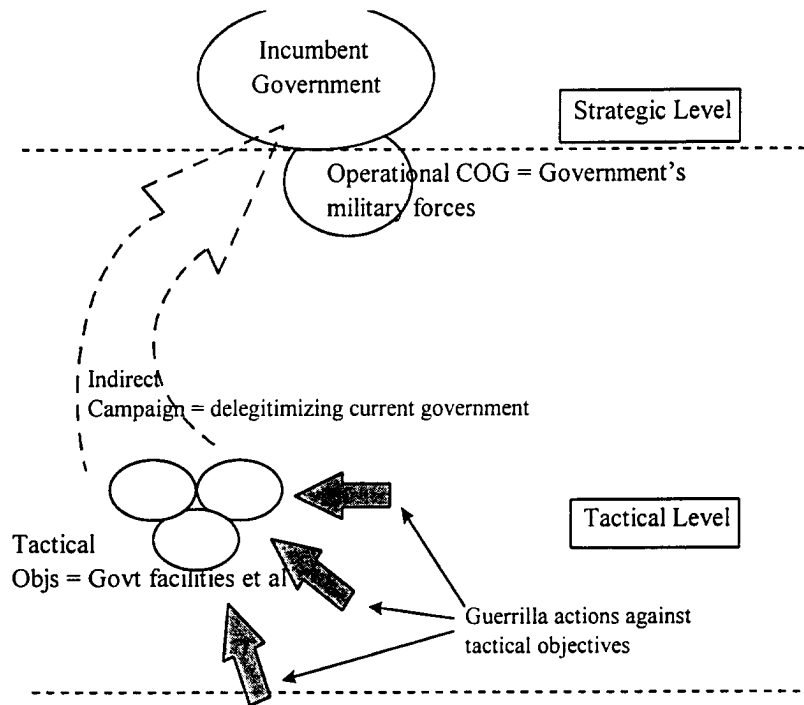 Incumbent
Government
Strategic Level
Operational COG = Government's
military forces
Indirect
Campaign = delegitimizing current government
Tactical Level
Tactical
Objs = Govt facilities et al
Guerrilla actions against
tactical objectives